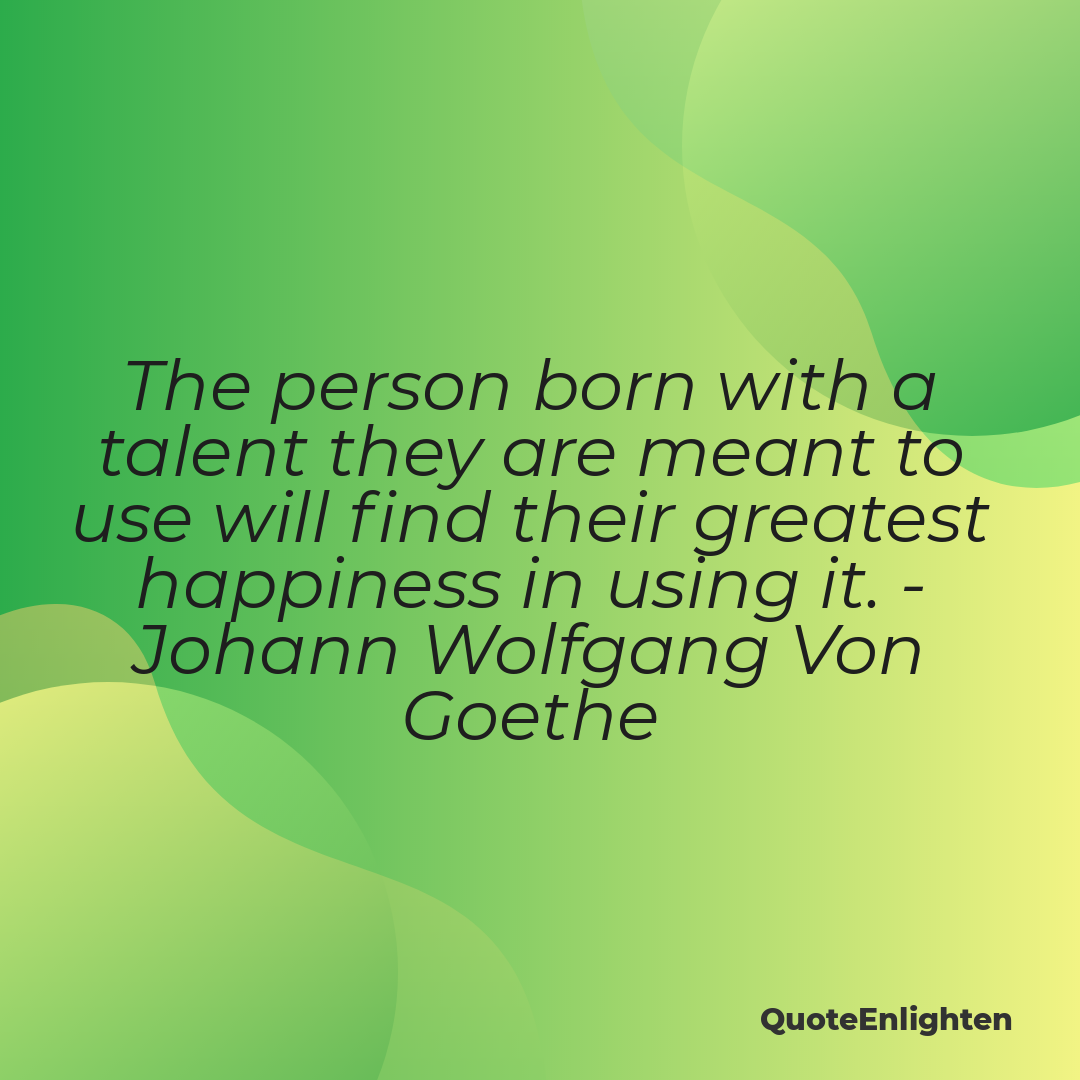 The person born with a
talent they are meant to
use will find their greatest
happiness in using it. -
Johann Wolfgang Von
Goethe
QuoteEnlighten